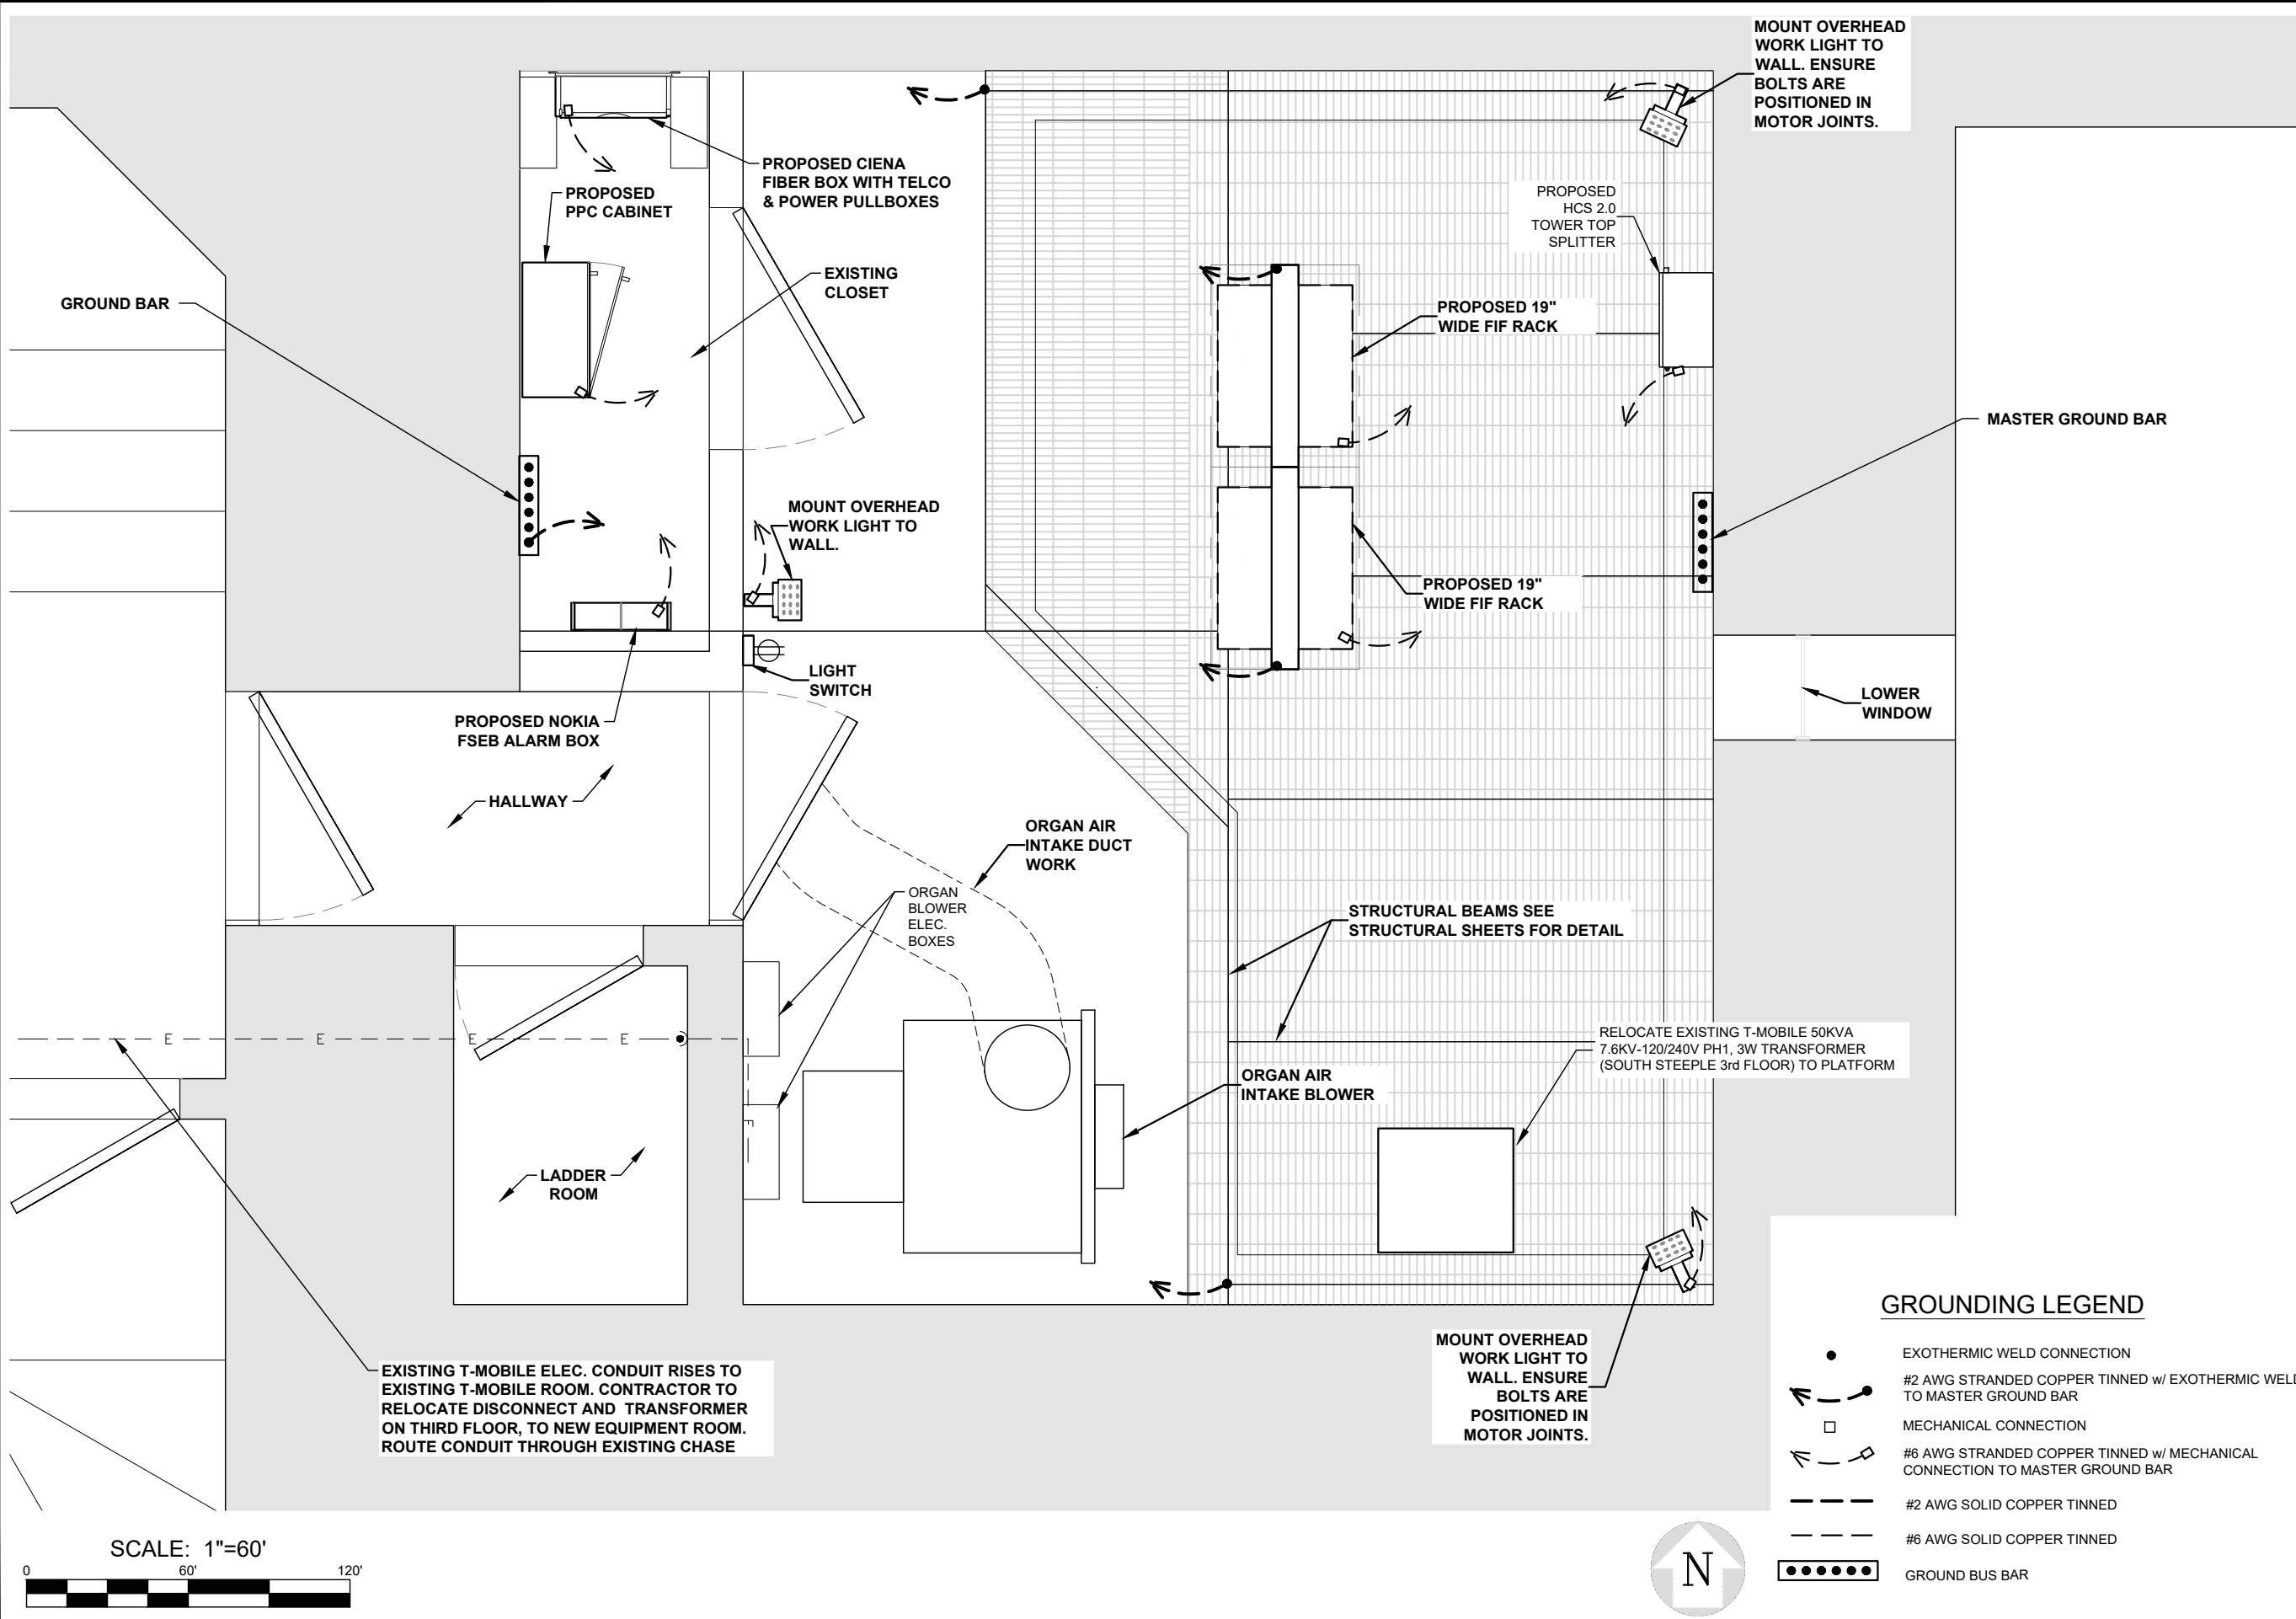 MOUNT OVERHEAD
WORK LIGHT TO
WALL. ENSURE
BOLTS ARE
POSITIONED IN
MOTOR JOINTS.
PROPOSED CIENA
FIBER BOX WITH TELCO
& POWER PULLBOXES
PROPOSED
PPC CABINET
PROPOSED
HCS 2.0
TOWER TOP
SPLITTER
EXISTING
CLOSET
GROUND BAR
PROPOSED 19"
WIDE FIF RACK
MASTER GROUND BAR
MOUNT OVERHEAD
WORK LIGHT TO
WALL.
PROPOSED 19"
WIDE FIF RACK
LIGHT
SWITCH
LOWER
WINDOW
PROPOSED NOKIA
FSEB ALARM BOX
HALLWAY
ORGAN AIR
INTAKE DUCT
WORK
ORGAN
BLOWER
ELEC.
BOXES
STRUCTURAL BEAMS SEE
STRUCTURAL SHEETS FOR DETAIL
E E E E
RELOCATE EXISTING T-MOBILE 50KVA
7.6KV-120/240V PH1, 3W TRANSFORMER
(SOUTH STEEPLE 3rd FLOOR) TO PLATFORM
ORGAN AIR
INTAKE BLOWER
LADDER
ROOM
EXISTING T-MOBILE ELEC. CONDUIT RISES TO
EXISTING T-MOBILE ROOM. CONTRACTOR TO
RELOCATE DISCONNECT AND TRANSFORMER
ON THIRD FLOOR, TO NEW EQUIPMENT ROOM.
ROUTE CONDUIT THROUGH EXISTING CHASE
MOUNT OVERHEAD
WORK LIGHT TO
WALL. ENSURE
BOLTS ARE
POSITIONED IN
MOTOR JOINTS.
GROUNDING LEGEND
EXOTHERMIC WELD CONNECTION
#2 AWG STRANDED COPPER TINNED w/ EXOTHERMIC WELD
TO MASTER GROUND BAR
MECHANICAL CONNECTION
#6 AWG STRANDED COPPER TINNED w/ MECHANICAL
CONNECTION TO MASTER GROUND BAR
#2 AWG SOLID COPPER TINNED
#6 AWG SOLID COPPER TINNED
GROUND BUS BAR
N
SCALE: 1"=60'
0 60' 120'